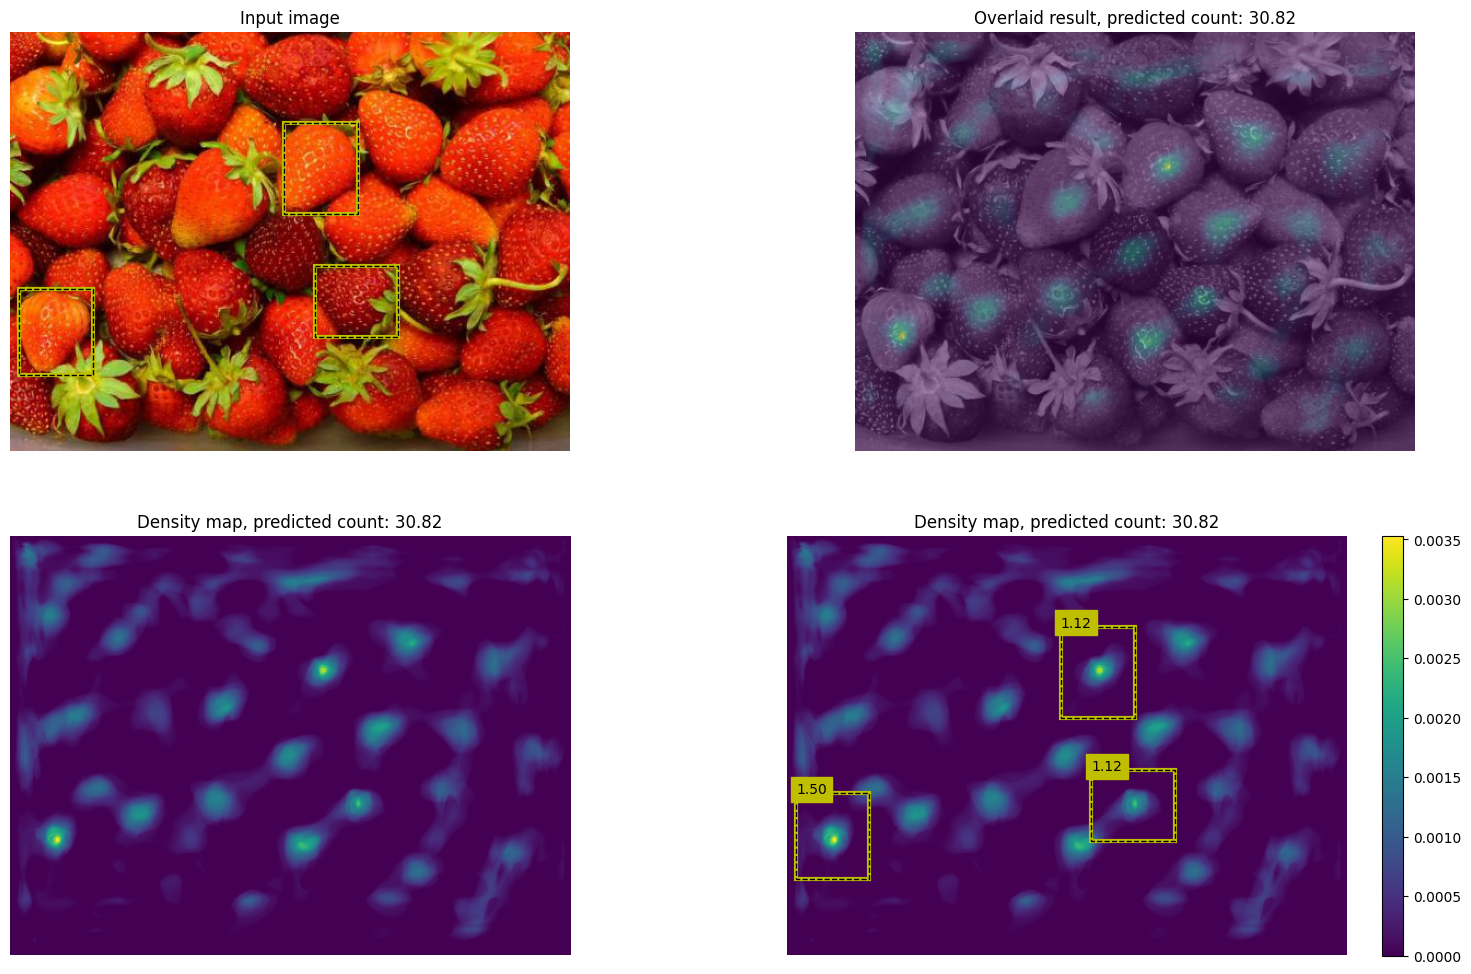 Input image
Overlaid result, predicted count: 30.82
Density map, predicted count: 30.82
Density map, predicted count: 30.82
1.12
1.12
1.50
0.0035
0.0030
0.0025
0.0020
0.0015
0.0010
0.0005
0.0000